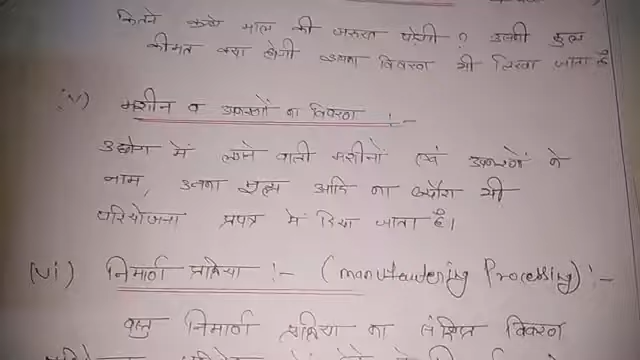 कितने कच्चे माल की जरूरत पड़ेगी ? उसकी कुल
कीमत क्या होगी उसका विवरण भी लिखा जाता है
(v) मशीन व उपकरणों का विवरण :-
उद्योग में लगने वाली मशीनों एवं उपकरणों के
नाम, उनका मूल्य आदि का ब्यौरा भी
परियोजना प्रपत्र में दिया जाता है।
(vi) निर्माण प्रक्रिया :- (manufacturing Processing) :-
वस्तु निर्माण प्रक्रिया का संक्षिप्त विवरण